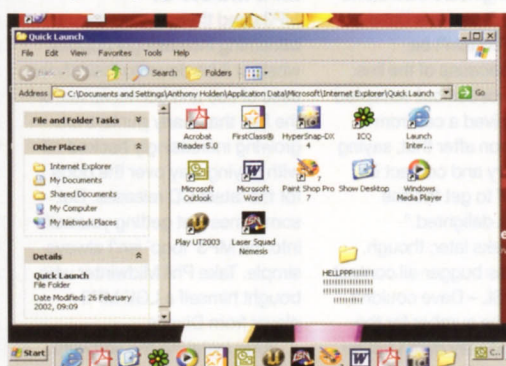 Quick Launch
File Edit View Favorites Tools Help
Back Search Folders
Address C:\Documents and Settings\Anthony Holden\Application Data\Microsoft\Internet Explorer\Quick Launch Go
File and Folder Tasks
Other Places
Internet Explorer
My Documents
Shared Documents
My Computer
My Network Places
Details
Quick Launch
File Folder
Date Modified: 26 February
2002, 09:09
Acrobat
Reader 5.0
FirstClass®
HyperSnap-DX
4
ICQ
Launch
Inter...
Microsoft
Outlook
Microsoft
Word
Paint Shop Pro
7
Show Desktop
Windows
Media Player
Play UT2003
Laser Squad
Nemesis
HELLPPP!!!!!!!!
!!!!!!!!!!!!!!!!
!!!!!!!!!!!!
Start
C...